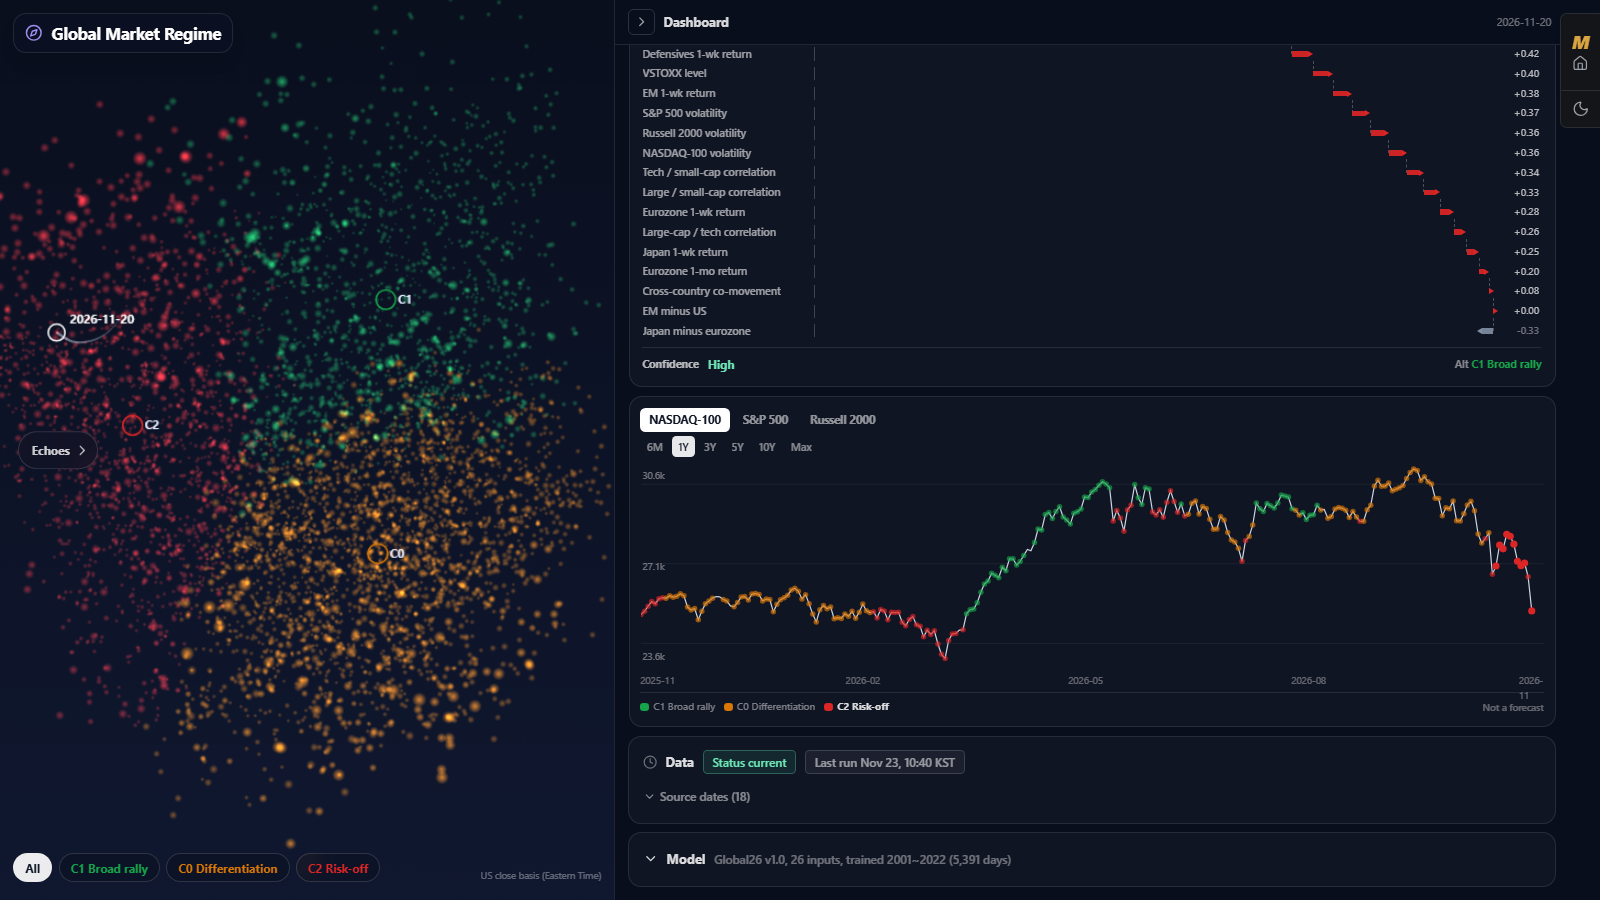 Global Market Regime
C1
2026-11-20
C2
Echoes
C0
All
C1 Broad rally
C0 Differentiation
C2 Risk-off
US close basis (Eastern Time)
Dashboard
2026-11-20
M
Defensives 1-wk return +0.42
VSTOXX level +0.40
EM 1-wk return +0.38
S&P 500 volatility +0.37
Russell 2000 volatility +0.36
NASDAQ-100 volatility +0.36
Tech / small-cap correlation +0.34
Large / small-cap correlation +0.33
Eurozone 1-wk return +0.28
Large-cap / tech correlation +0.26
Japan 1-wk return +0.25
Eurozone 1-mo return +0.20
Cross-country co-movement +0.08
EM minus US +0.00
Japan minus eurozone -0.33
Confidence High Alt C1 Broad rally
NASDAQ-100 S&P 500 Russell 2000
6M 1Y 3Y 5Y 10Y Max
30.6k
27.1k
23.6k
2025-11 2026-02 2026-05 2026-08 2026-
11
C1 Broad rally C0 Differentiation C2 Risk-off Not a forecast
Data Status current Last run Nov 23, 10:40 KST
Source dates (18)
Model Global26 v1.0, 26 inputs, trained 2001~2022 (5,391 days)